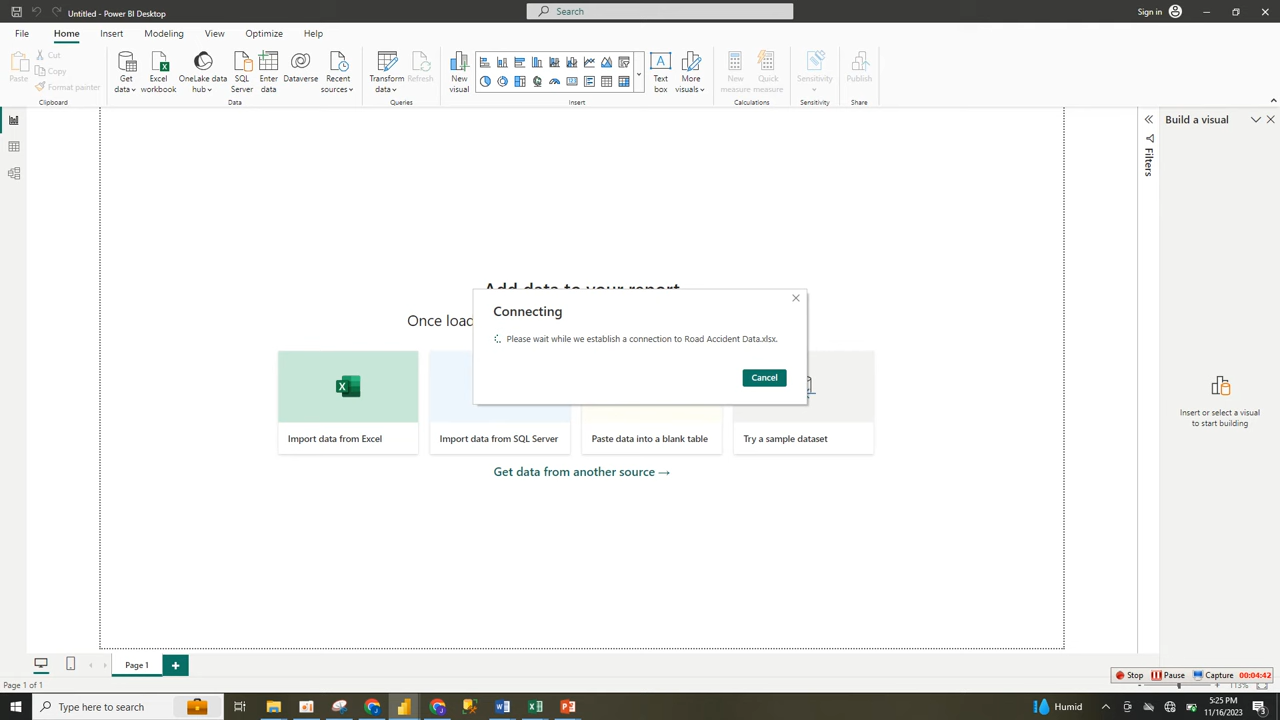 Untitled - Power BI Desktop
Search
Sign in
File
Home
Insert
Modeling
View
Optimize
Help
Paste
Cut
Copy
Format painter
Clipboard
Get data
Excel workbook
OneLake data hub
SQL Server
Enter data
Dataverse
Recent sources
Data
Transform data
Refresh
Queries
New visual
Text box
More visuals
Insert
New measure
Quick measure
Calculations
Sensitivity
Sensitivity
Publish
Share
Filters
Build a visual
Insert or select a visual
to start building
Add data to your report
Once load
Connecting
Please wait while we establish a connection to Road Accident Data.xlsx.
Cancel
Import data from Excel
Import data from SQL Server
Paste data into a blank table
Try a sample dataset
Get data from another source →
Page 1
Page 1 of 1
Stop
Pause
Capture
00:04:42
113%
Type here to search
Humid
5:25 PM
11/16/2023